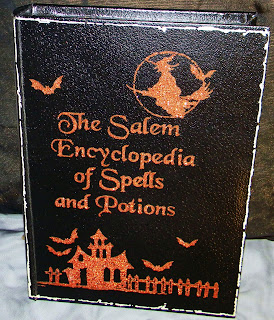 The Salem
Encyclopedia
of Spells
and Potions